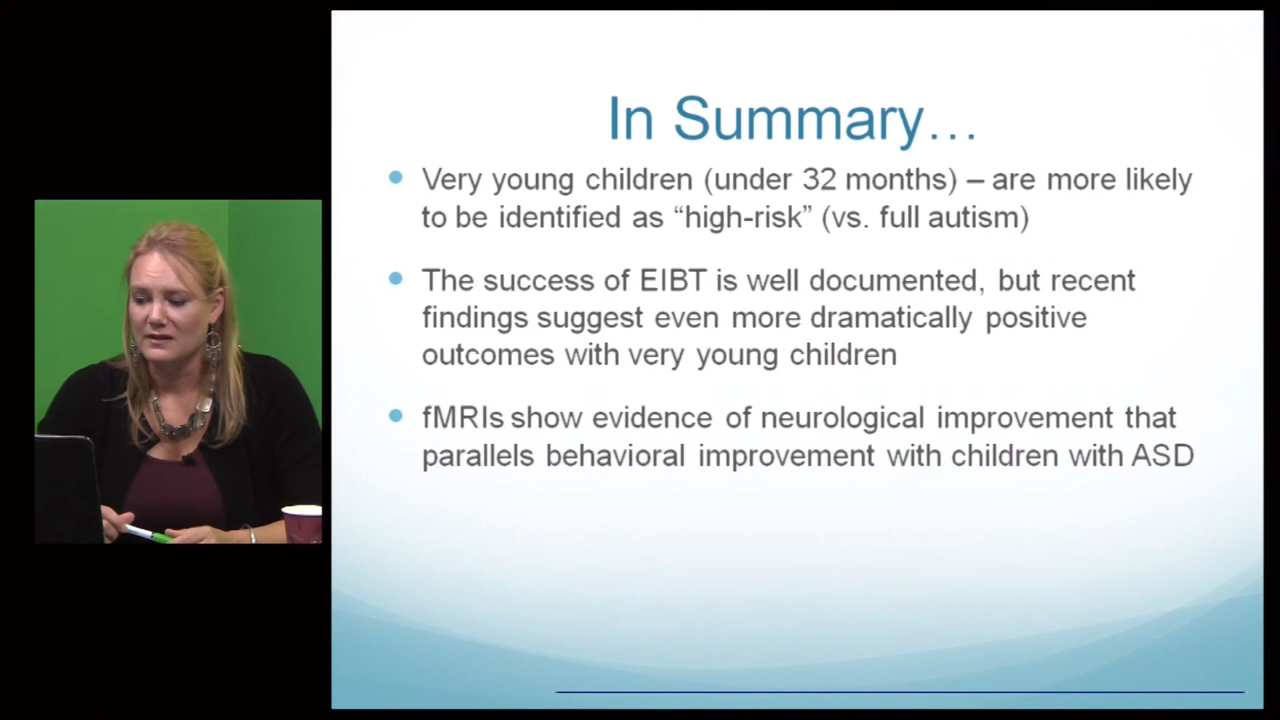 In Summary…
Very young children (under 32 months) – are more likely
to be identified as “high-risk” (vs. full autism)
The success of EIBT is well documented, but recent
findings suggest even more dramatically positive
outcomes with very young children
fMRIs show evidence of neurological improvement that
parallels behavioral improvement with children with ASD